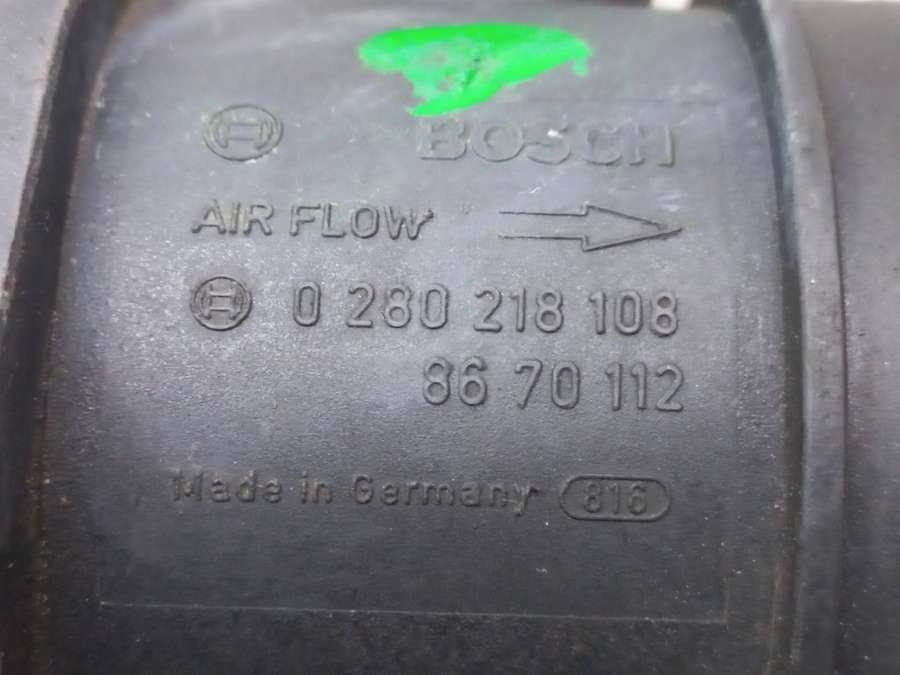 BOSCH
AIR FLOW
0 280 218 108
86 70 112
Made in Germany 816